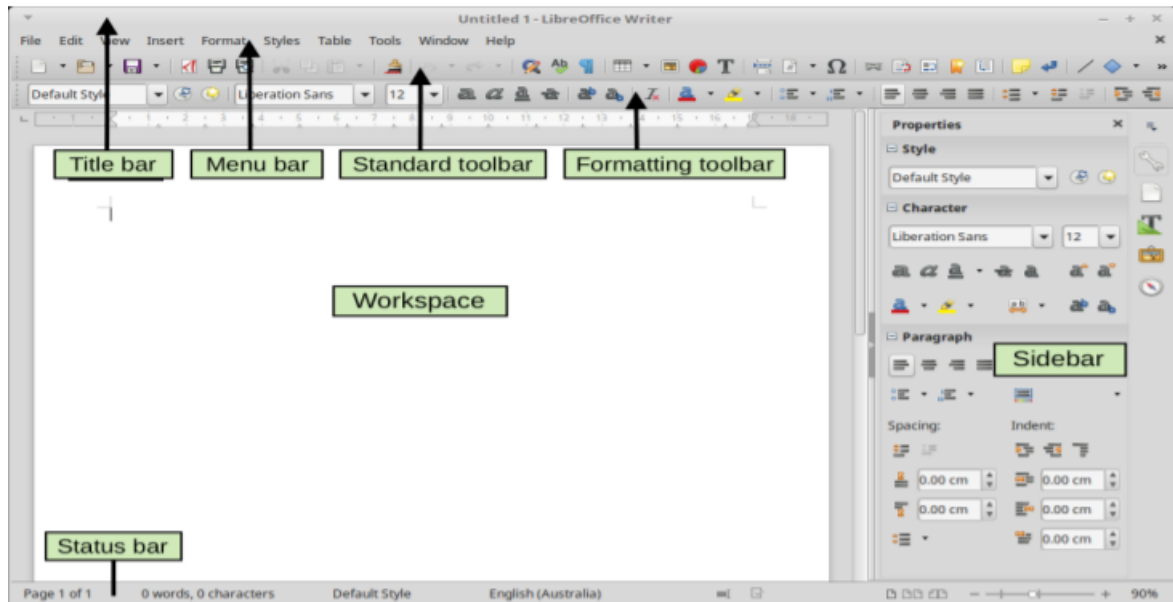 Untitled 1 - LibreOffice Writer
File Edit View Insert Format Styles Table Tools Window Help
Default Style Liberation Sans 12
Properties
Title bar Menu bar Standard toolbar Formatting toolbar
Style
Default Style
Character
Liberation Sans 12
Workspace
Paragraph
Sidebar
Spacing: Indent:
0.00 cm 0.00 cm
0.00 cm 0.00 cm
0.00 cm
Status bar
Page 1 of 1 0 words, 0 characters Default Style English (Australia) 90%